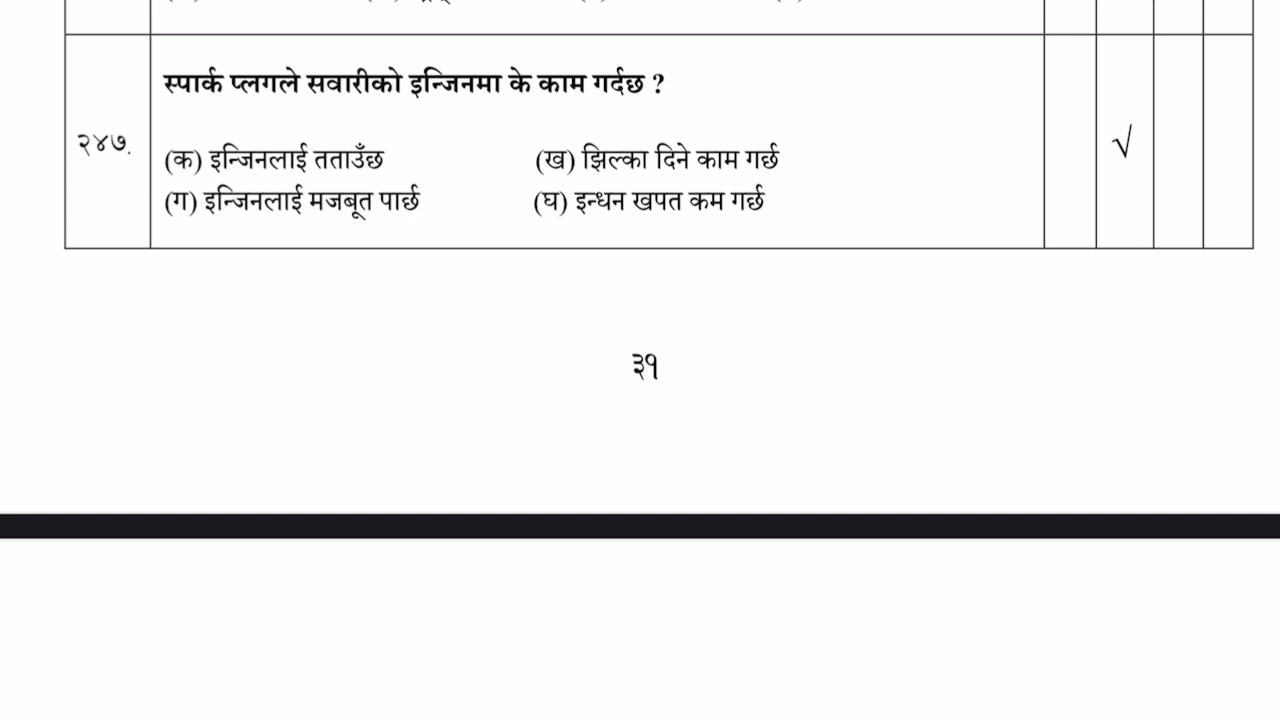 स्पार्क प्लगले सवारीको इन्जिनमा के काम गर्दछ ?
२४७.
(क) इन्जिनलाई तताउँछ (ख) झिल्का दिने काम गर्छ √
(ग) इन्जिनलाई मजबूत पार्छ (घ) इन्धन खपत कम गर्छ
३१